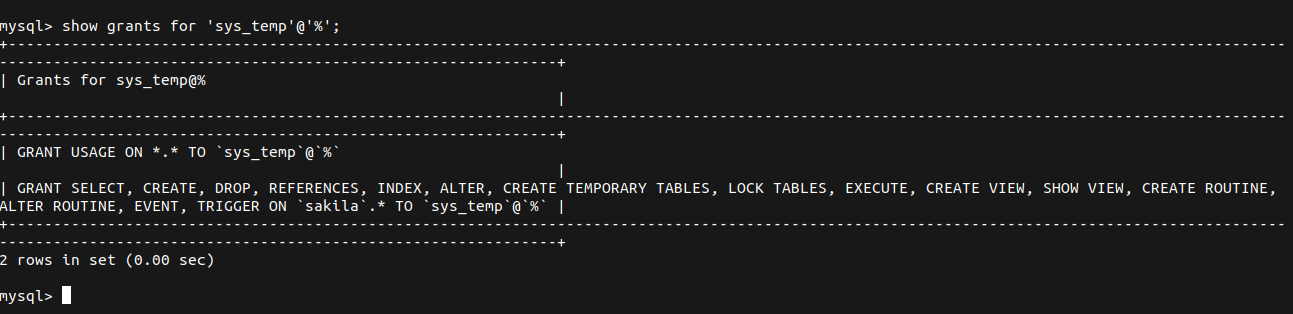 mysql> show grants for 'sys_temp'@'%';
+----------------------------------------------------------------------------------------------------------------------------------------------
--------------------------------------------------------------+
| Grants for sys_temp@%
                                                              |
+----------------------------------------------------------------------------------------------------------------------------------------------
--------------------------------------------------------------+
| GRANT USAGE ON *.* TO `sys_temp`@`%`
                                                              |
| GRANT SELECT, CREATE, DROP, REFERENCES, INDEX, ALTER, CREATE TEMPORARY TABLES, LOCK TABLES, EXECUTE, CREATE VIEW, SHOW VIEW, CREATE ROUTINE,
ALTER ROUTINE, EVENT, TRIGGER ON `sakila`.* TO `sys_temp`@`%` |
+----------------------------------------------------------------------------------------------------------------------------------------------
--------------------------------------------------------------+
2 rows in set (0.00 sec)
mysql>